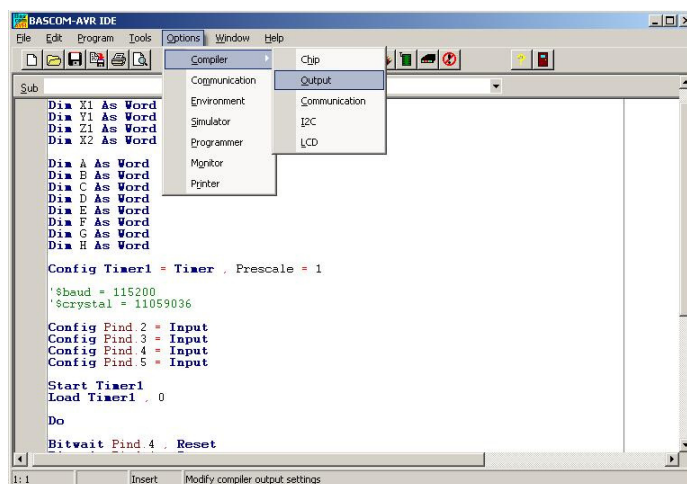 BASCOM-AVR IDE
File Edit Program Tools Options Window Help
Sub
Compiler
Communication
Environment
Simulator
Programmer
Monitor
Printer
Chip
Output
Communication
I2C
LCD
Dim X1 As Word
Dim Y1 As Word
Dim Z1 As Word
Dim X2 As Word
Dim A As Word
Dim B As Word
Dim C As Word
Dim D As Word
Dim E As Word
Dim F As Word
Dim G As Word
Dim H As Word
Config Timer1 = Timer , Prescale = 1
'$baud = 115200
'$crystal = 11059036
Config Pind.2 = Input
Config Pind.3 = Input
Config Pind.4 = Input
Config Pind.5 = Input
Start Timer1
Load Timer1 , 0
Do
Bitwait Pind.4 , Reset
1: 1 Insert Modify compiler output settings